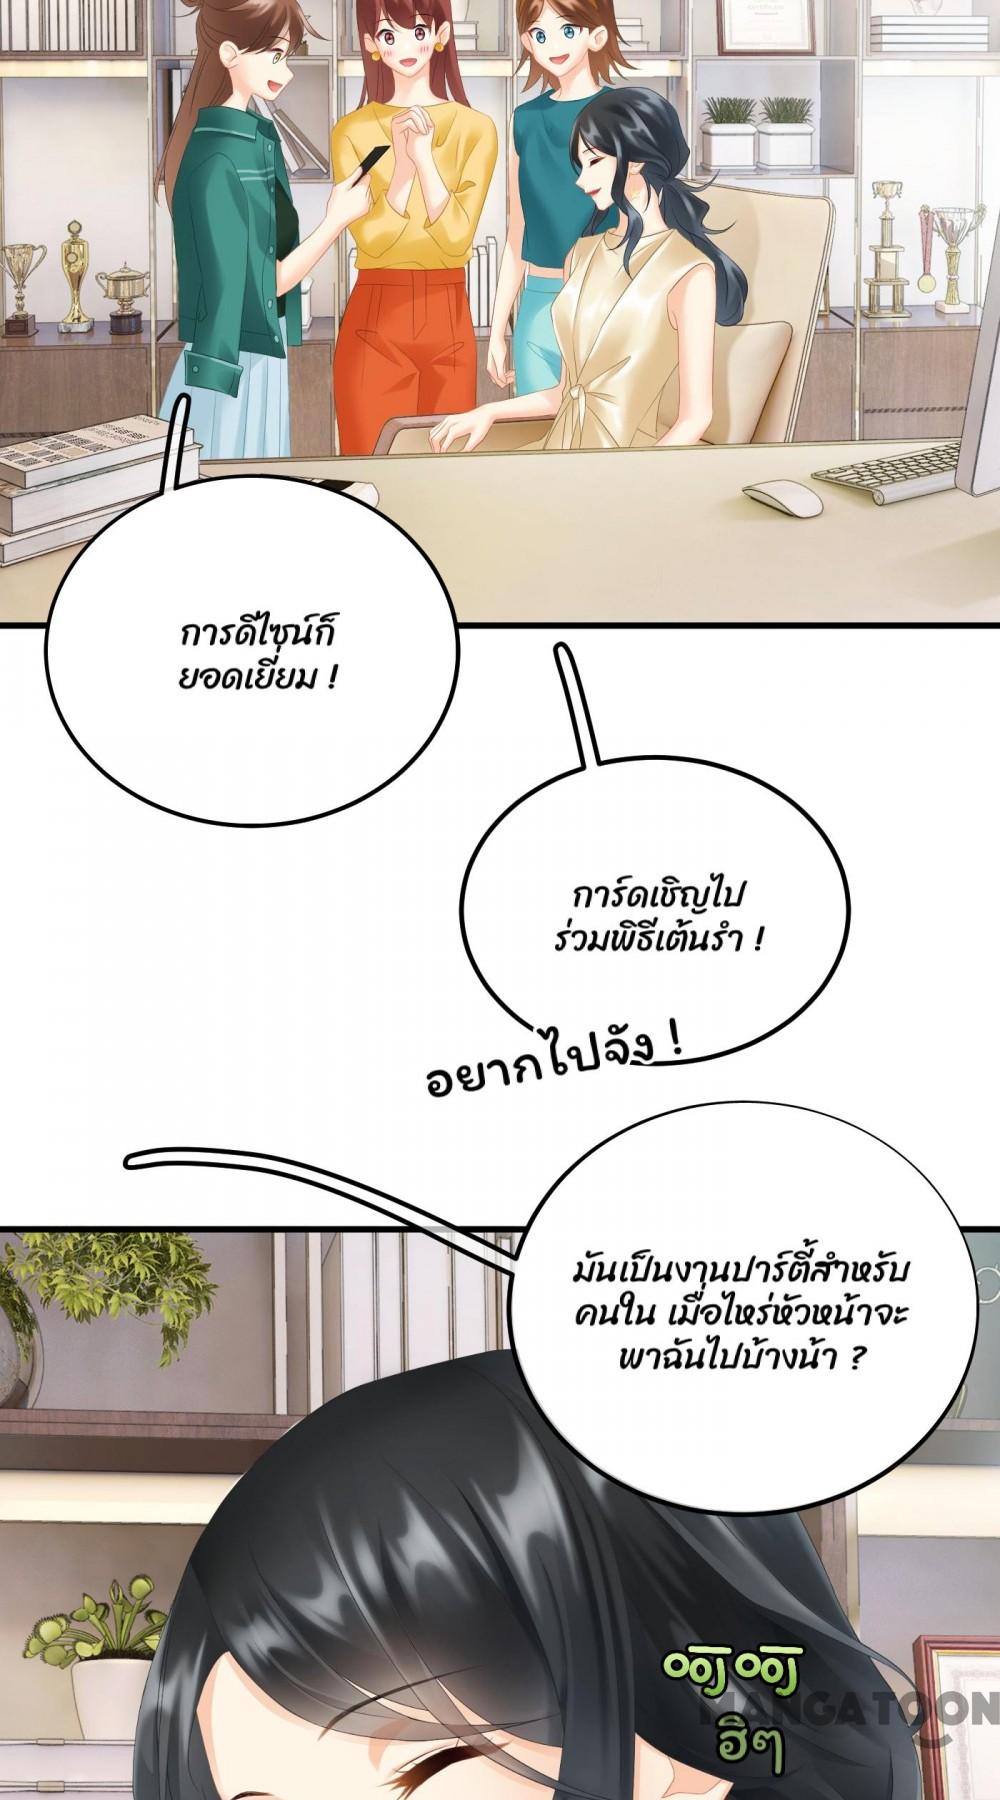 การดีไซน์ก็
ยอดเยี่ยม !
การ์ดเชิญไป
ร่วมพิธีเต้นรำ !
อยากไปจัง !
มันเป็นงานปาร์ตี้สำหรับ
คนใน เมื่อไหร่หัวหน้าจะ
พาฉันไปบ้างน้า ?
呵呵
MANGATOON
ฮิๆ